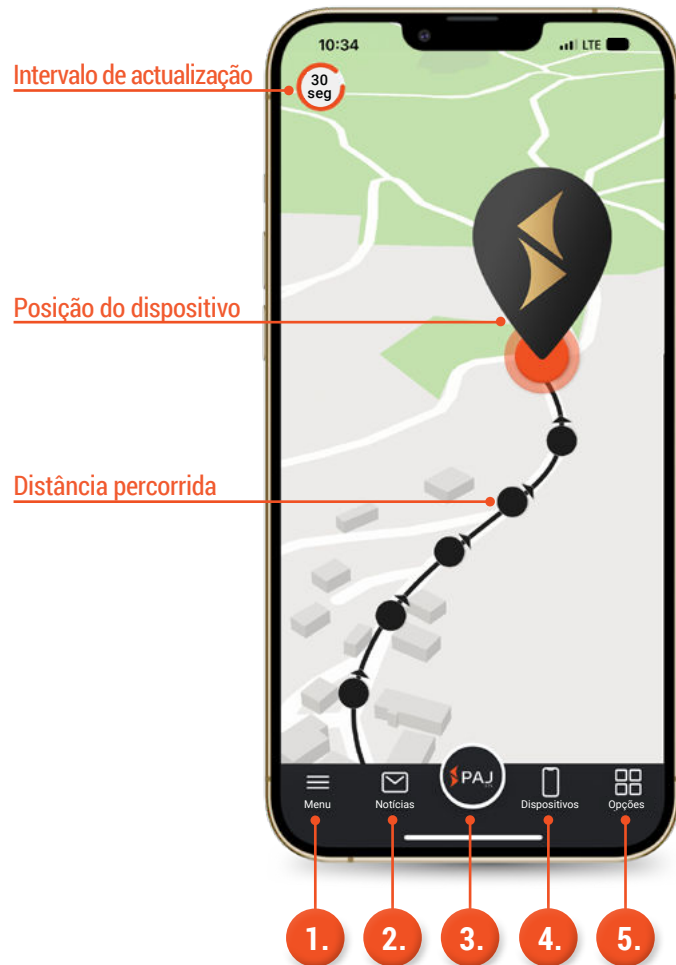 10:34
LTE
Intervalo de actualização
30
seg
Posição do dispositivo
Distância percorrida
PAJ
Menu
Notícias
Dispositivos
Opções
1.
2.
3.
4.
5.